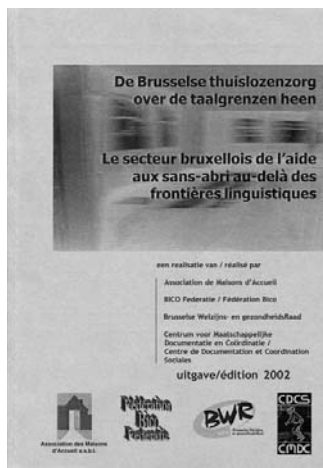 De Brusselse thuislozenzorg
over de taalgrenzen heen
Le secteur bruxellois de l'aide
aux sans-abri au-delà des
frontières linguistiques
een realisatie van / réalisé par
Association de Maisons d'Accueil
BICO Federatie / Fédération Bico
Brusselse Welzijns- en gezondheidsRaad
Centrum voor Maatschappelijke
Documentatie en Coördinatie /
Centre de Documentation et Coordination
Sociales
uitgave/édition 2002
Association des Maisons
d'Accueil a.s.b.l.
Fédération
Bico
Federatie
BWR
CDCS
CMDC